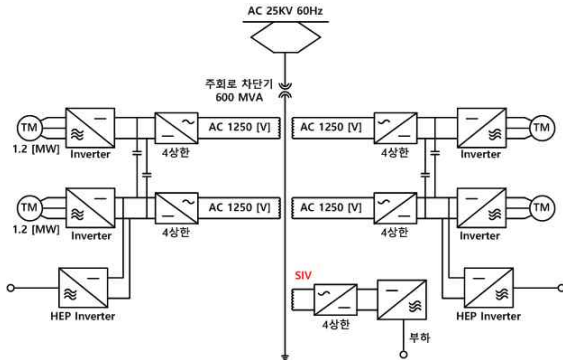 AC 25KV 60Hz
주회로 차단기
600 MVA
TM
1.2 [MW]
Inverter
4상한
AC 1250 [V]
AC 1250 [V]
4상한
Inverter
TM
TM
1.2 [MW]
Inverter
4상한
AC 1250 [V]
AC 1250 [V]
4상한
Inverter
TM
HEP Inverter
SIV
4상한
부하
HEP Inverter